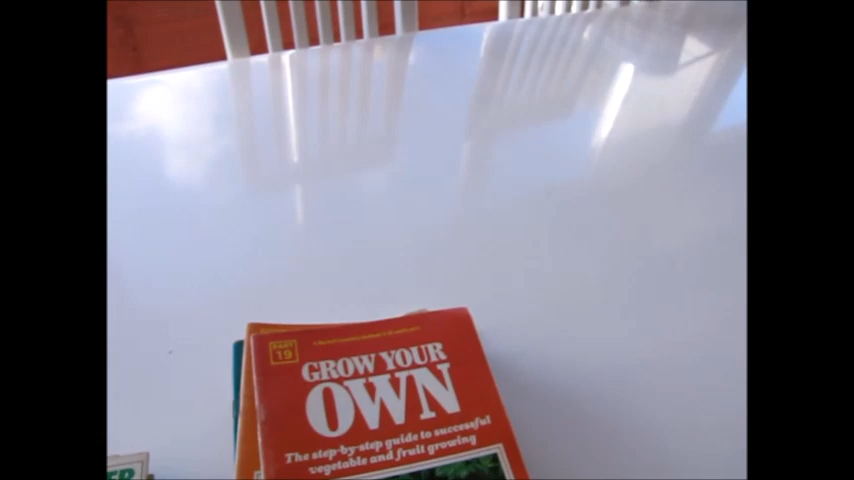 PART
19
GROW YOUR
OWN
The step-by-step guide to successful
vegetable and fruit growing